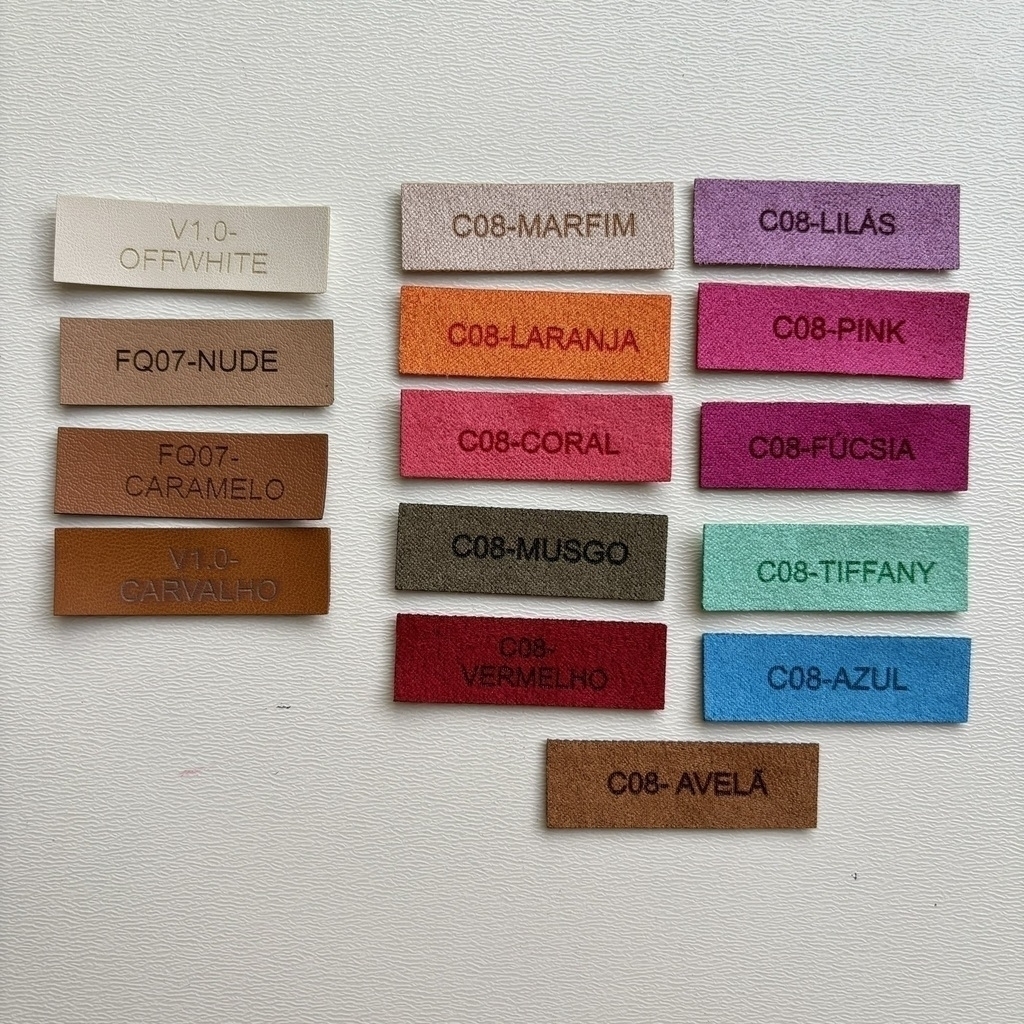 V1.0-
OFFWHITE
FQ07-NUDE
FQ07-
CARAMELO
V1.0-
CARVALHO
C08-MARFIM
C08-LARANJA
C08-CORAL
C08-MUSGO
C08-
VERMELHO
C08-LILÁS
C08-PINK
C08-FÚCSIA
C08-TIFFANY
C08-AZUL
C08- AVELÃ